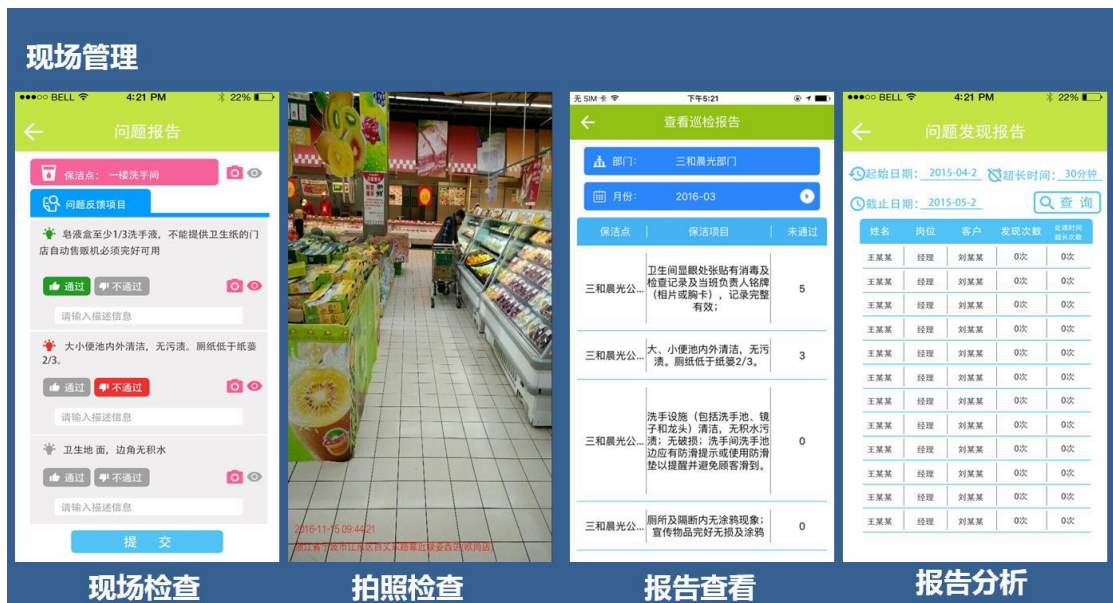 现场管理
●●●○○ BELL 4:21 PM 22%
问题报告
保洁点： 一楼洗手间
问题反馈项目
皂液盒至少1/3洗手液，不能提供卫生纸的门
店自动售贩机必须完好可用
通过 不通过
请输入描述信息
大小便池内外清洁，无污渍。厕纸低于纸蒌
2/3。
通过 不通过
请输入描述信息
卫生地 面，边角无积水
通过 不通过
请输入描述信息
提 交
现场检查
2016-11-15 09:44:21
拍照检查
无 SIM 卡 下午5:21
查看巡检报告
部门： 三和晨光部门
月份： 2016-03
保洁点 保洁项目 未通过
三和晨光公... 卫生间显眼处张贴有消毒及
检查记录及当班负责人铭牌
（相片或胸卡），记录完整
有效； 5
三和晨光公... 大、小便池内外清洁，无污
渍。厕纸低于纸蒌2/3。 3
三和晨光公... 洗手设施（包括洗手池、镜
子和龙头）清洁，无积水污
渍；无破损；洗手间洗手池
边应有防滑提示或使用防滑
垫以提醒并避免顾客滑到。 0
三和晨光公... 厕所及隔断内无涂鸦现象；
宣传物品完好无损及涂鸦 0
报告查看
●●●○○ BELL 4:21 PM 22%
问题发现报告
起始日期： 2015-04-2 超长时间： 30分钟
截止日期： 2015-05-2 查 询
姓名 岗位 客户 发现次数 处理时间
超长次数
王某某 经理 刘某某 0次 0次
王某某 经理 刘某某 0次 0次
王某某 经理 刘某某 0次 0次
王某某 经理 刘某某 0次 0次
王某某 经理 刘某某 0次 0次
王某某 经理 刘某某 0次 0次
王某某 经理 刘某某 0次 0次
王某某 经理 刘某某 0次 0次
王某某 经理 刘某某 0次 0次
王某某 经理 刘某某 0次 0次
王某某 经理 刘某某 0次 0次
王某某 经理 刘某某 0次 0次
报告分析